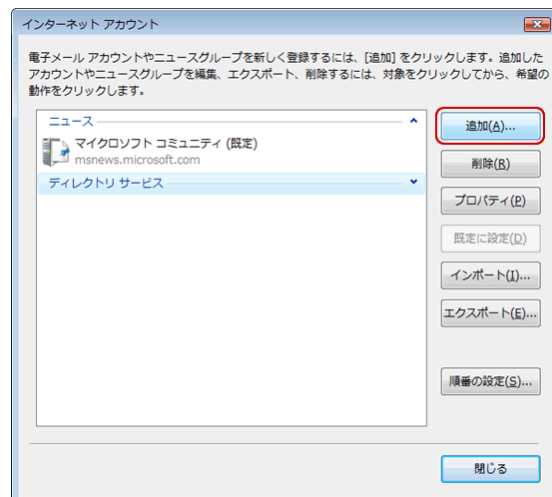 インターネット アカウント
電子メール アカウントやニュースグループを新しく登録するには、[追加] をクリックします。追加した
アカウントやニュースグループを編集、エクスポート、削除するには、対象をクリックしてから、希望の
動作をクリックします。
ニュース
マイクロソフト コミュニティ (既定)
msnews.microsoft.com
ディレクトリ サービス
追加(A)...
削除(R)
プロパティ(P)
既定に設定(D)
インポート(I)...
エクスポート(E)...
順番の設定(S)...
閉じる